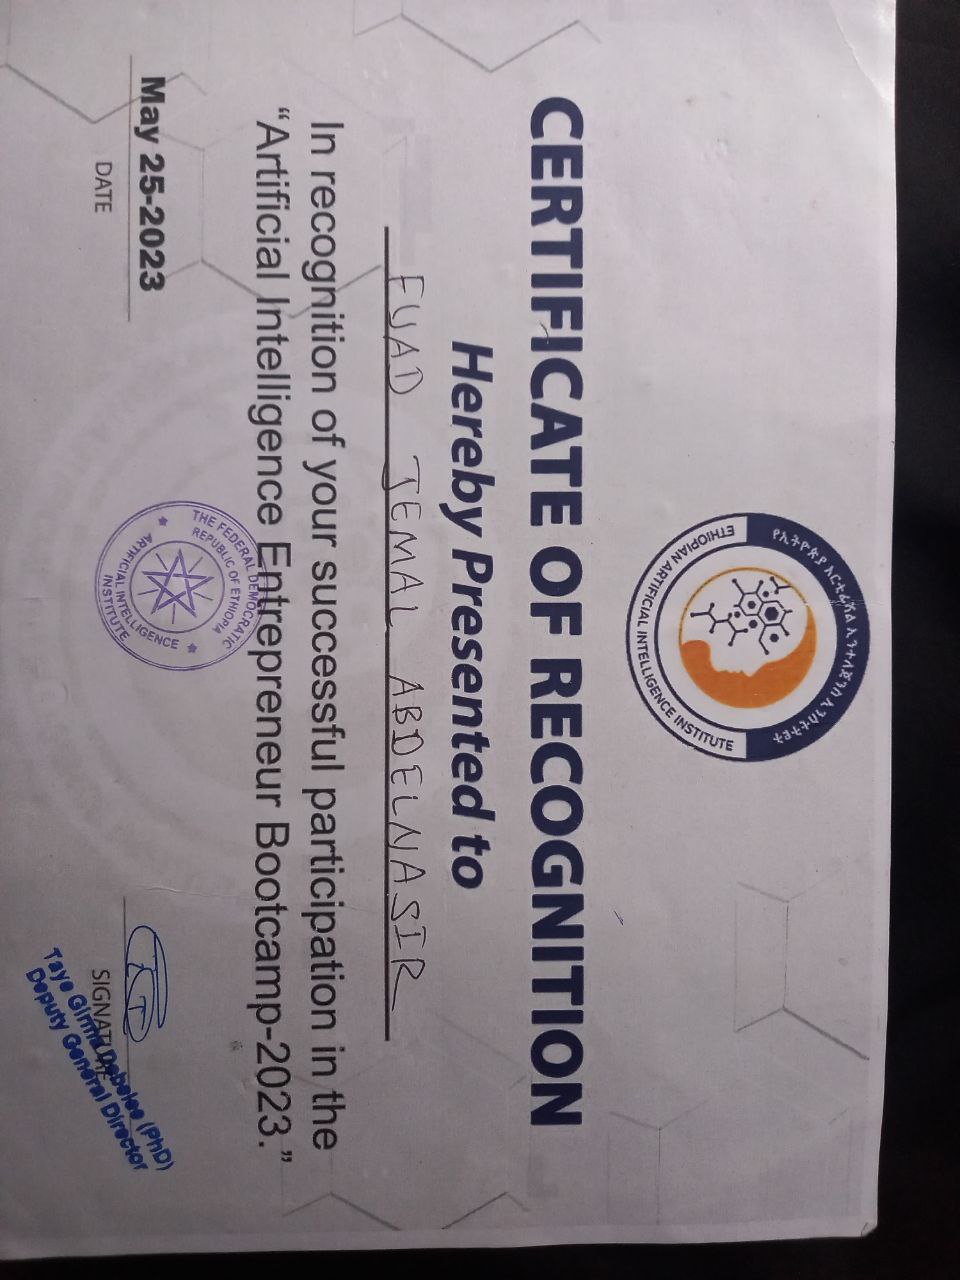 የኢትዮጵያ አርቲፊሻል ኢንተለጀንስ ኢንስቲትዩት
ETHIOPIAN ARTIFICIAL INTELLIGENCE INSTITUTE
CERTIFICATE OF RECOGNITION
Hereby Presented to
FUAD JEMAL ABDELNASIR
In recognition of your successful participation in the
“Artificial Intelligence Entrepreneur Bootcamp-2023.”
THE FEDERAL DEMOCRATIC
REPUBLIC OF ETHIOPIA
ARTIFICIAL INTELLIGENCE
INSTITUTE
May 25-2023
DATE
SIGNATURE
Taye Girma Debelee (PhD)
Deputy General Director